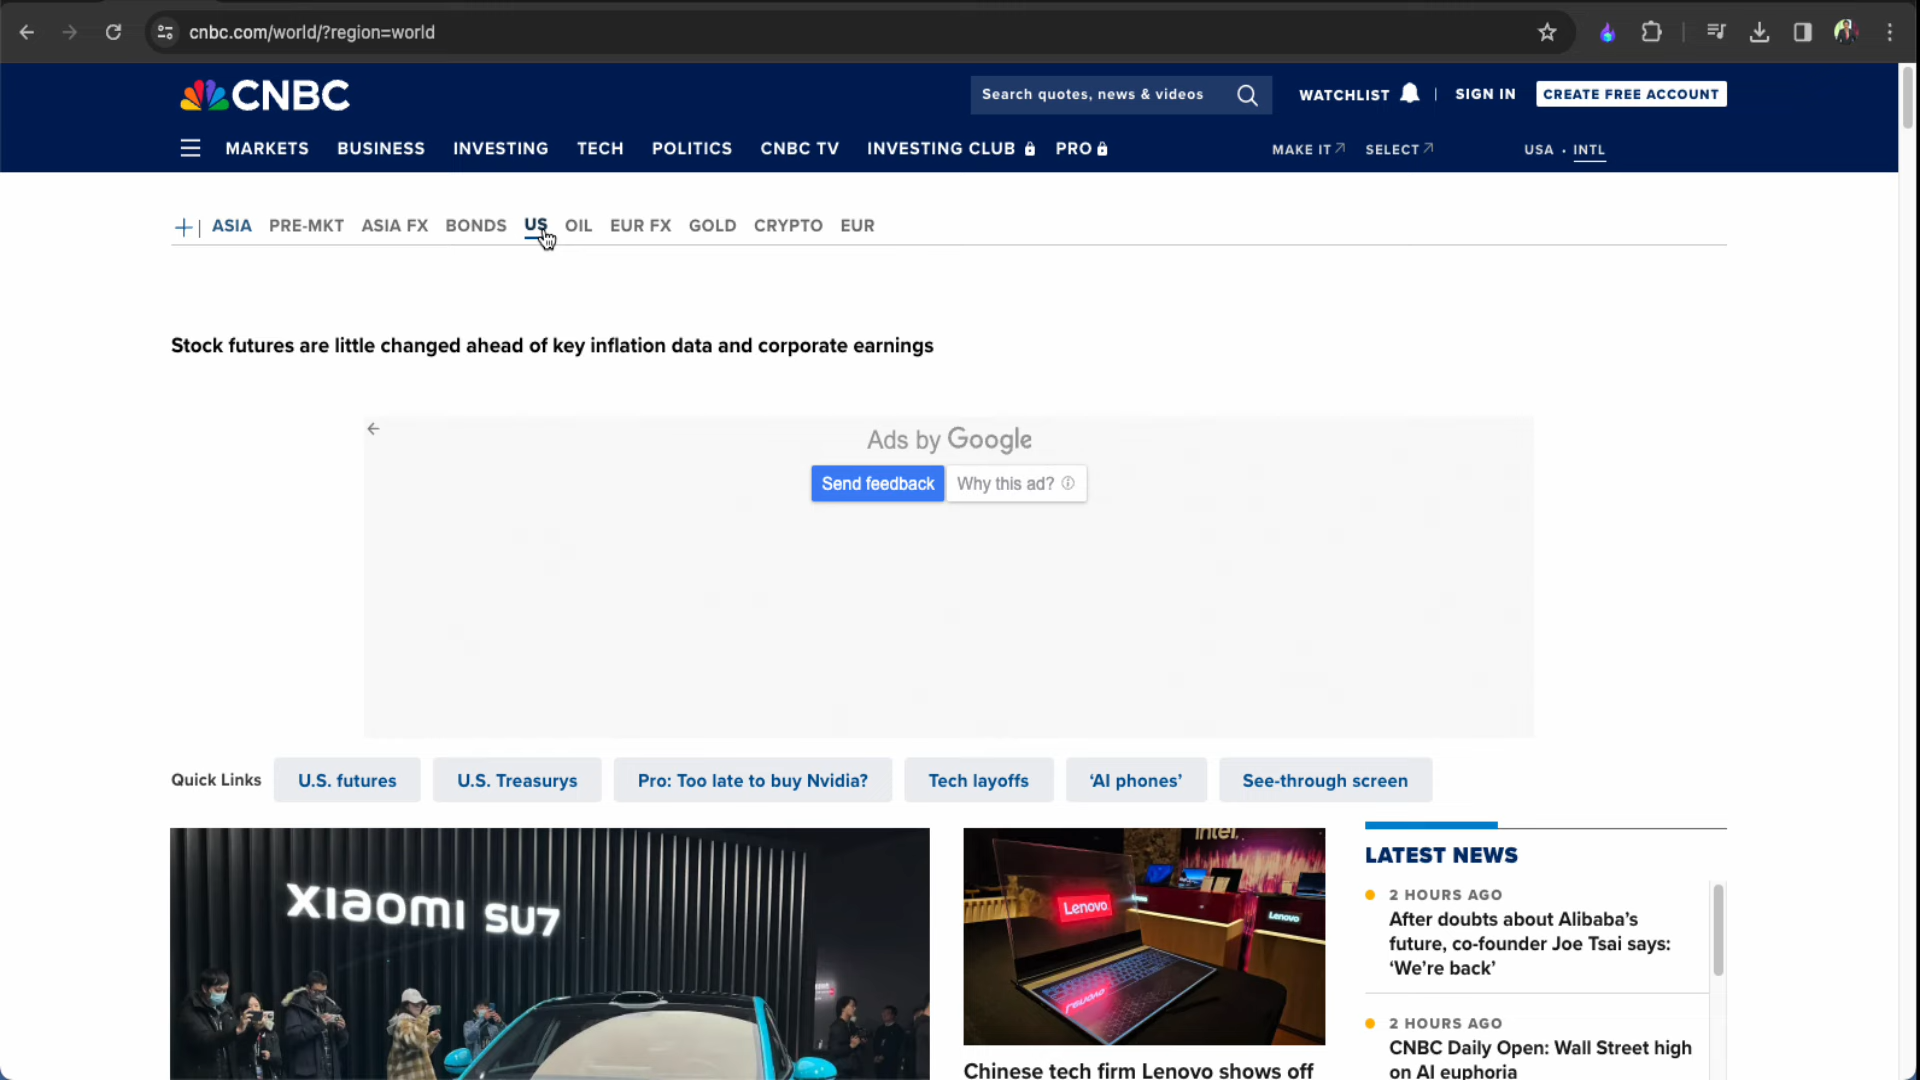 cnbc.com/world/?region=world
CNBC
Search quotes, news & videos
WATCHLIST
SIGN IN
CREATE FREE ACCOUNT
MARKETS BUSINESS INVESTING TECH POLITICS CNBC TV INVESTING CLUB PRO MAKE IT SELECT USA · INTL
ASIA PRE-MKT ASIA FX BONDS US OIL EUR FX GOLD CRYPTO EUR
Stock futures are little changed ahead of key inflation data and corporate earnings
Ads by Google
Send feedback Why this ad?
Quick Links U.S. futures U.S. Treasurys Pro: Too late to buy Nvidia? Tech layoffs ‘AI phones’ See-through screen
xiaomi SU7
intel
Lenovo
Lenovo
Lenovo
Chinese tech firm Lenovo shows off
LATEST NEWS
2 HOURS AGO
After doubts about Alibaba’s
future, co-founder Joe Tsai says:
‘We’re back’
2 HOURS AGO
CNBC Daily Open: Wall Street high
on AI euphoria